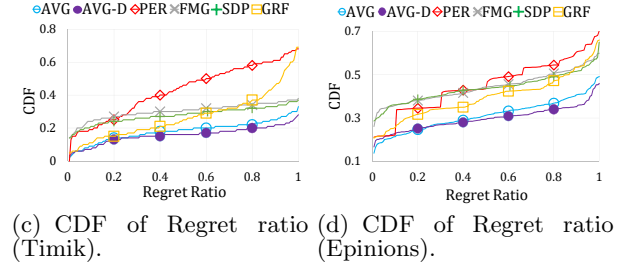 AVG AVG-D PER FMG SDP GRF
0.8
0.6
0.4
0.2
0
CDF
0 0.2 0.4 0.6 0.8 1
Regret Ratio
0.7
0.5
0.3
0.1
CDF
0 0.2 0.4 0.6 0.8 1
Regret Ratio
(c) CDF of Regret ratio
(Timik).
(d) CDF of Regret ratio
(Epinions).